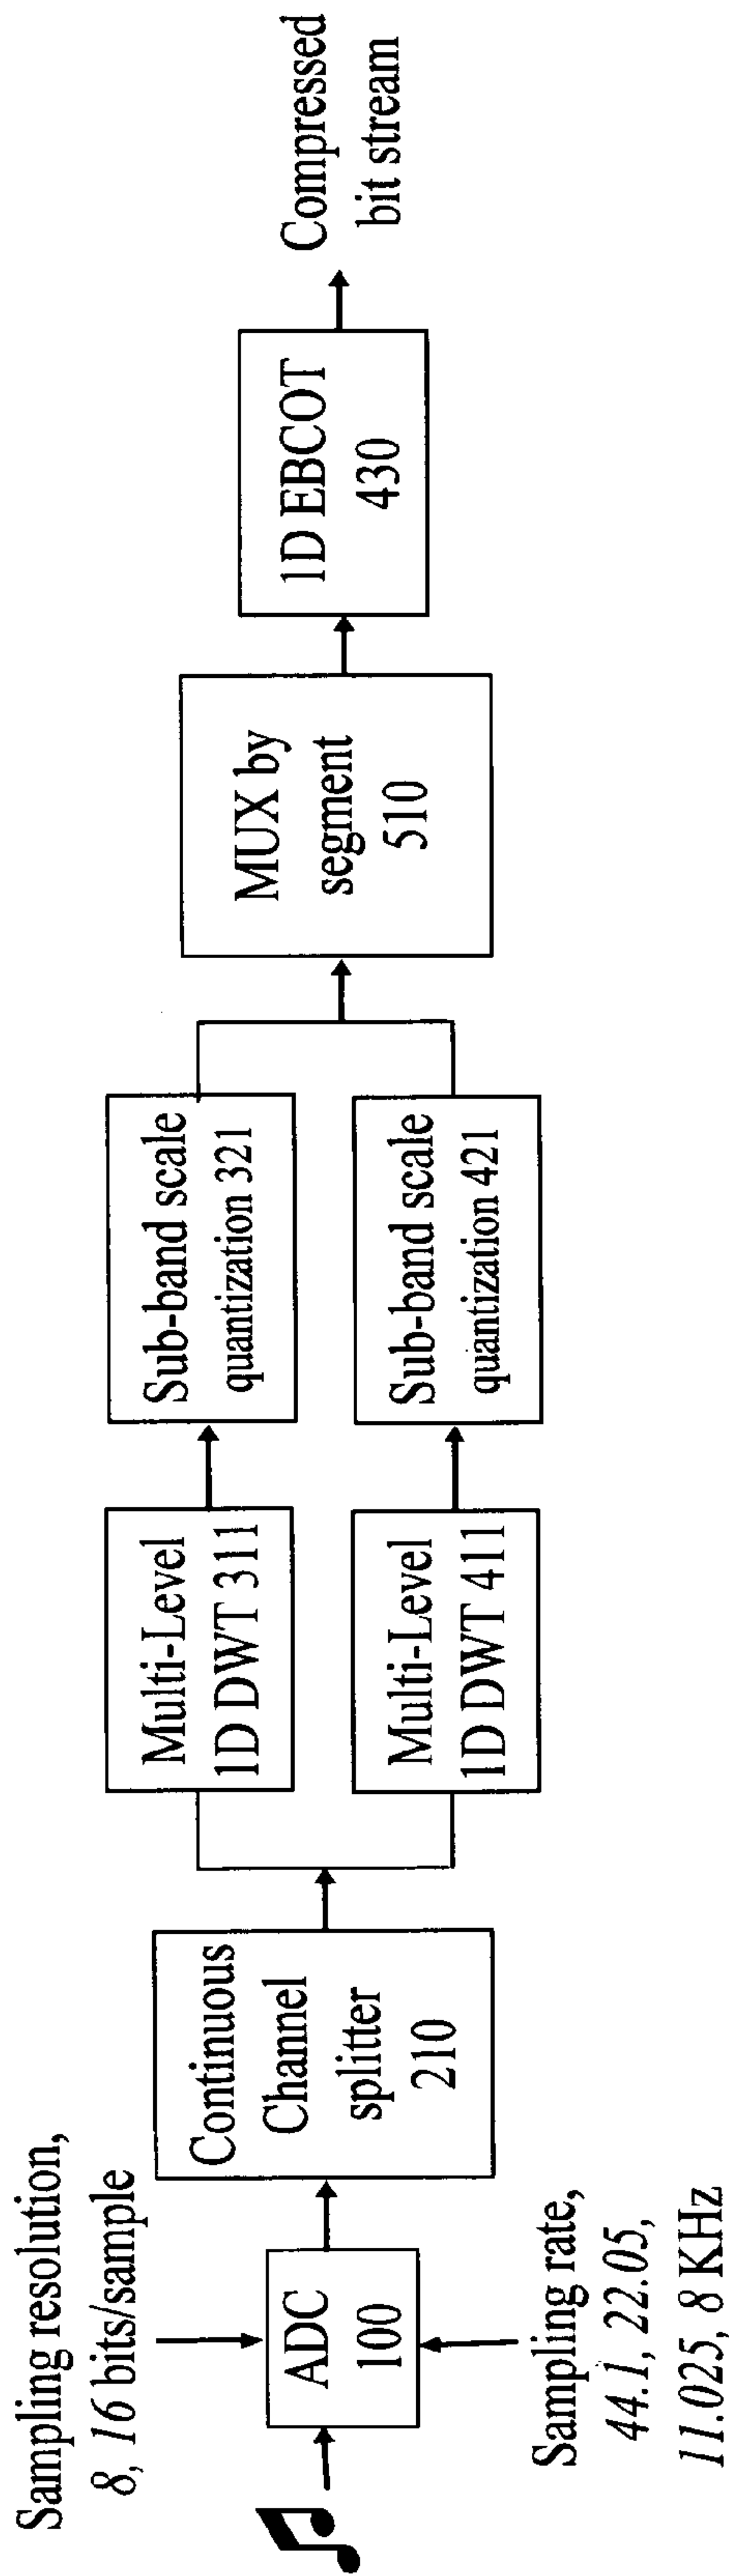 Sampling resolution,
8, 16 bits/sample
ADC
100
Sampling rate,
44.1, 22.05,
11.025, 8 KHz
Continuous
Channel
splitter
210
Multi-Level
1D DWT 311
Multi-Level
1D DWT 411
Sub-band scale
quantization 321
Sub-band scale
quantization 421
MUX by
segment
510
1D EBCOT
430
Compressed
bit stream